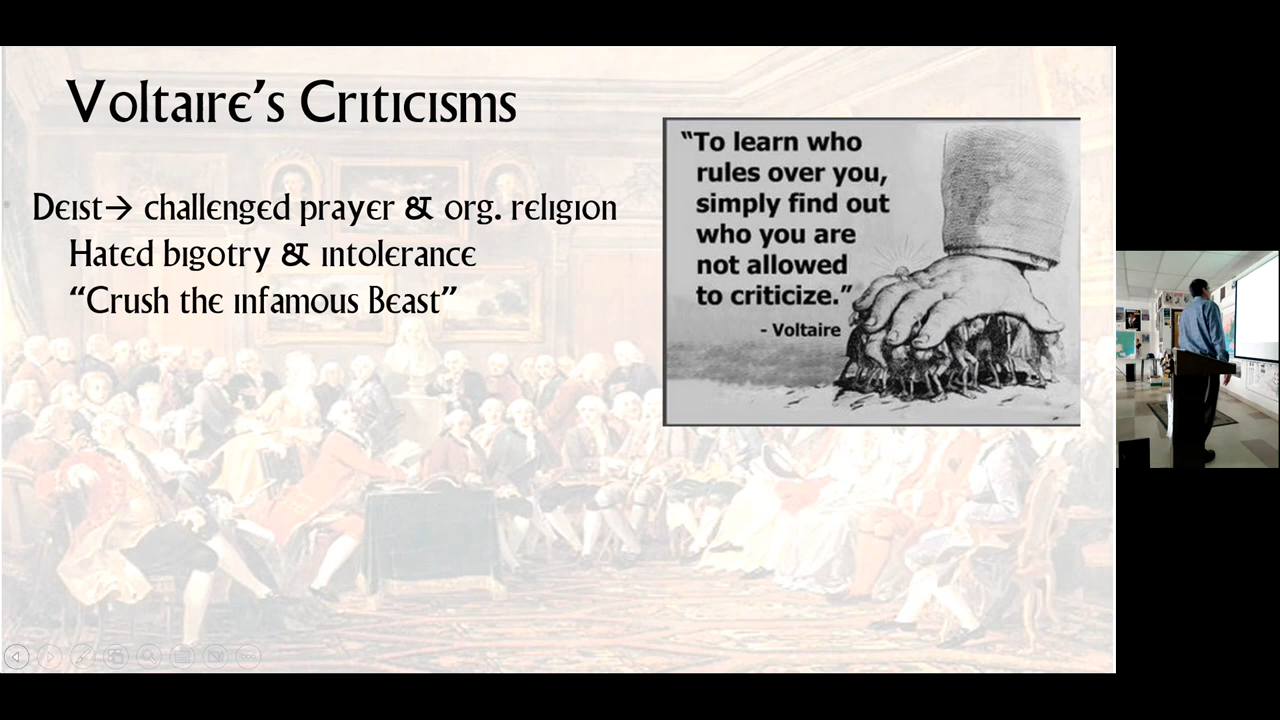 Voltaire's Criticisms
Deist→ challenged prayer & org. religion
Hated bigotry & intolerance
“Crush the infamous Beast”
“To learn who
rules over you,
simply find out
who you are
not allowed
to criticize.”
- Voltaire